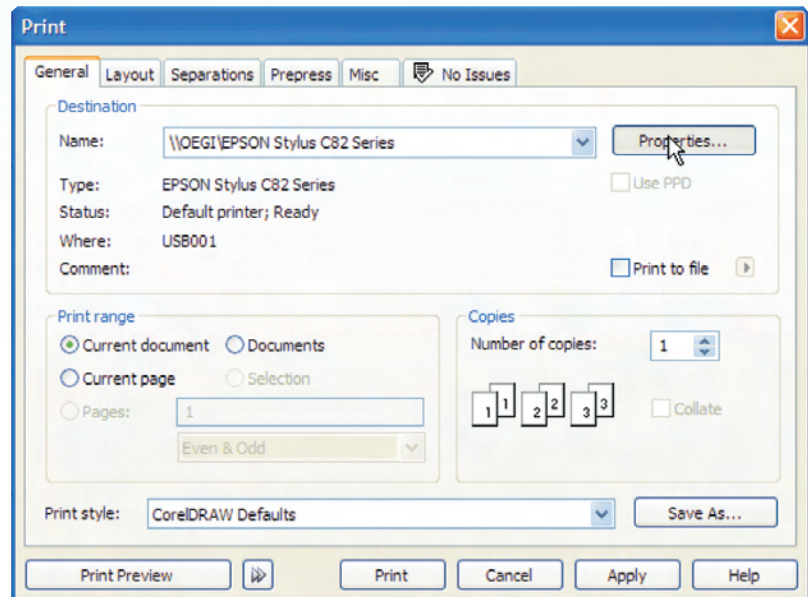 Print
General Layout Separations Prepress Misc No Issues
Destination
Name: \\OEGI\EPSON Stylus C82 Series Properties...
Type: EPSON Stylus C82 Series Use PPD
Status: Default printer; Ready
Where: USB001
Comment: Print to file
Print range Copies
Current document Documents Number of copies: 1
Current page Selection
Pages: 1 1 1 2 2 3 3 Collate
Even & Odd
Print style: CorelDRAW Defaults Save As...
Print Preview Print Cancel Apply Help